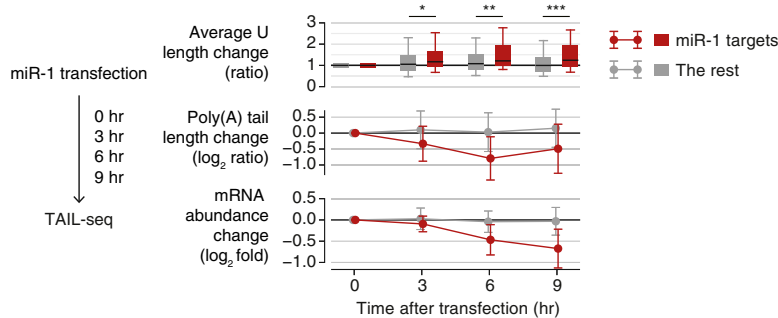 miR-1 transfection
0 hr
3 hr
6 hr
9 hr
TAIL-seq
Average U
length change
(ratio)
3
2
1
0
*
**
***
miR-1 targets
The rest
Poly(A) tail
length change
(log2 ratio)
0.5
0.0
−0.5
−1.0
mRNA
abundance
change
(log2 fold)
0.5
0.0
−0.5
−1.0
0 3 6 9
Time after transfection (hr)